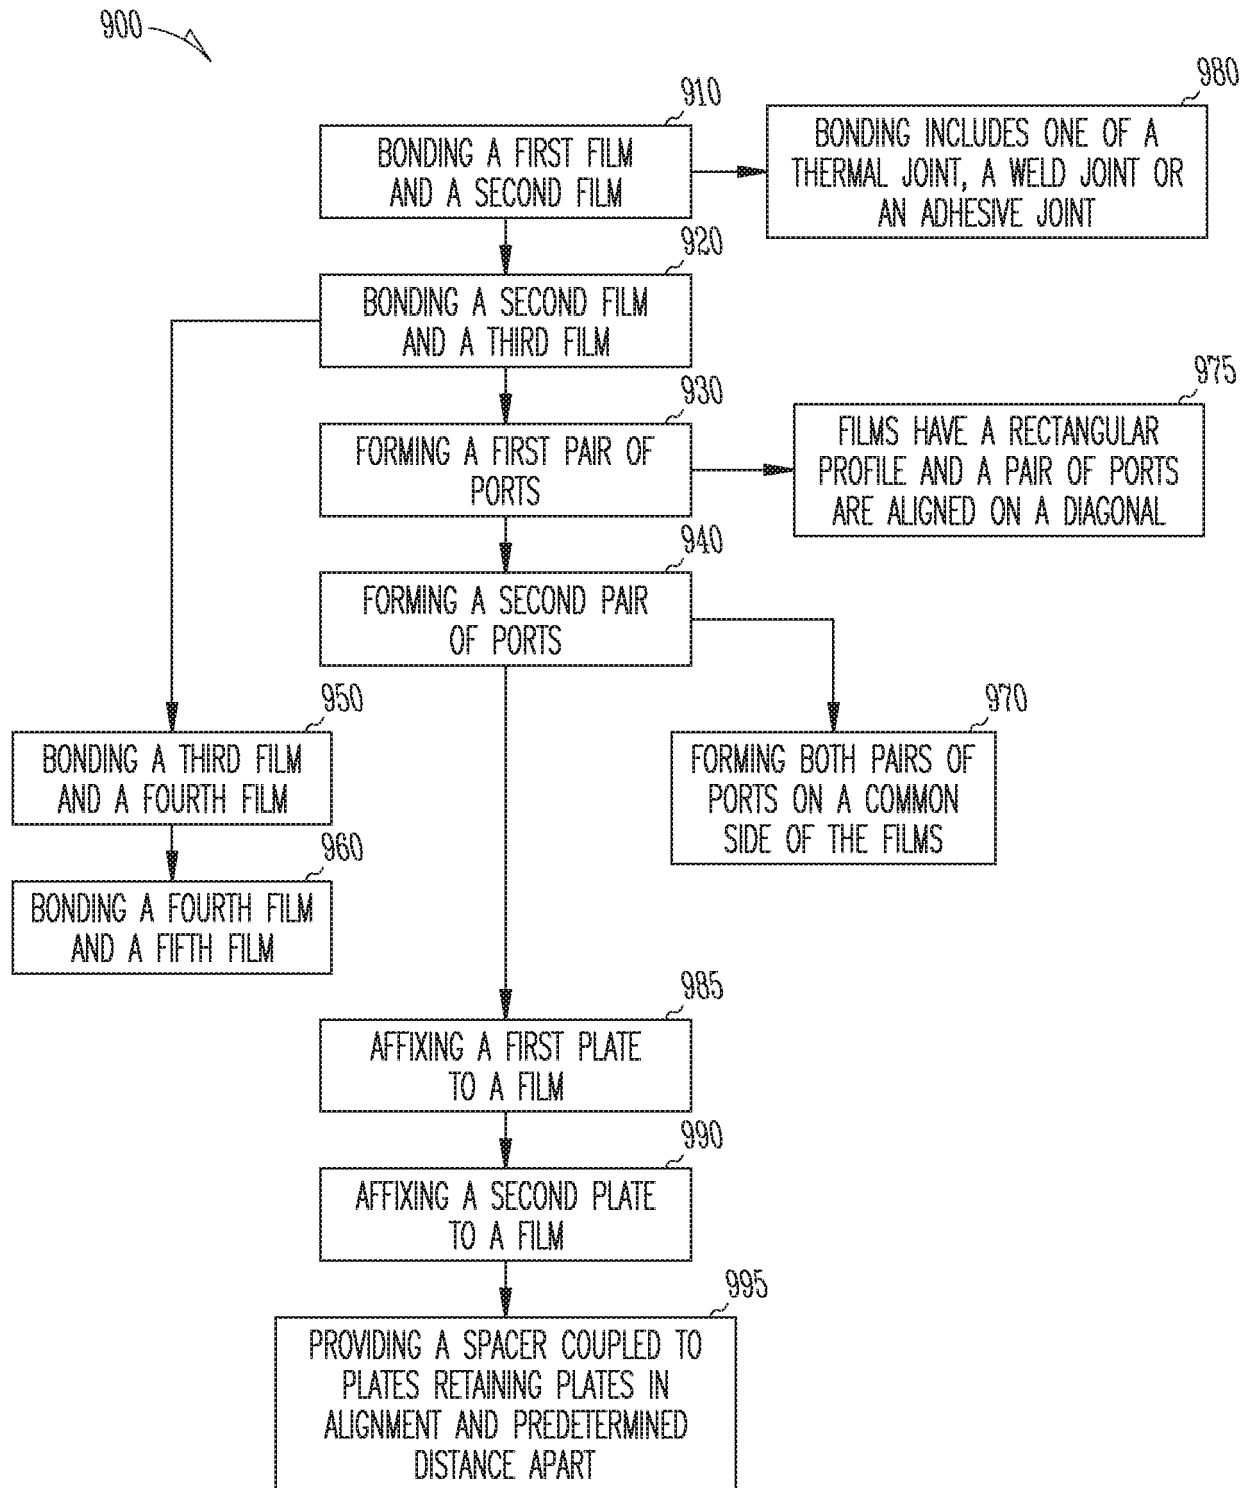 900
910
BONDING A FIRST FILM
AND A SECOND FILM
980
BONDING INCLUDES ONE OF A
THERMAL JOINT, A WELD JOINT OR
AN ADHESIVE JOINT
920
BONDING A SECOND FILM
AND A THIRD FILM
930
FORMING A FIRST PAIR OF
PORTS
975
FILMS HAVE A RECTANGULAR
PROFILE AND A PAIR OF PORTS
ARE ALIGNED ON A DIAGONAL
940
FORMING A SECOND PAIR
OF PORTS
950
BONDING A THIRD FILM
AND A FOURTH FILM
970
FORMING BOTH PAIRS OF
PORTS ON A COMMON
SIDE OF THE FILMS
960
BONDING A FOURTH FILM
AND A FIFTH FILM
985
AFFIXING A FIRST PLATE
TO A FILM
990
AFFIXING A SECOND PLATE
TO A FILM
995
PROVIDING A SPACER COUPLED TO
PLATES RETAINING PLATES IN
ALIGNMENT AND PREDETERMINED
DISTANCE APART